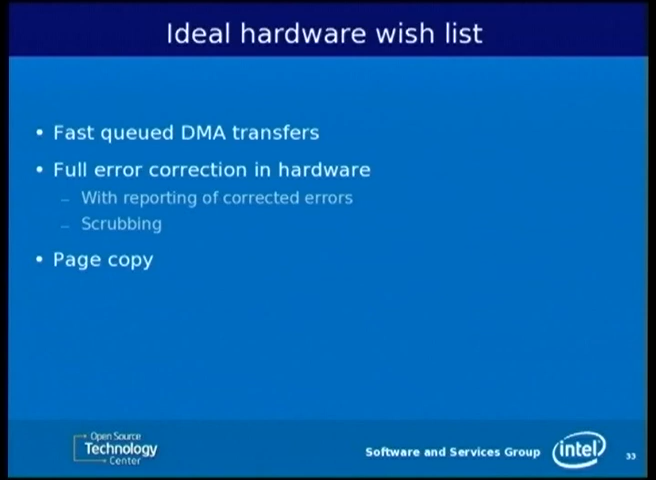 Ideal hardware wish list
• Fast queued DMA transfers
• Full error correction in hardware
– With reporting of corrected errors
– Scrubbing
• Page copy
Open Source
Technology
Center
Software and Services Group
intel
33